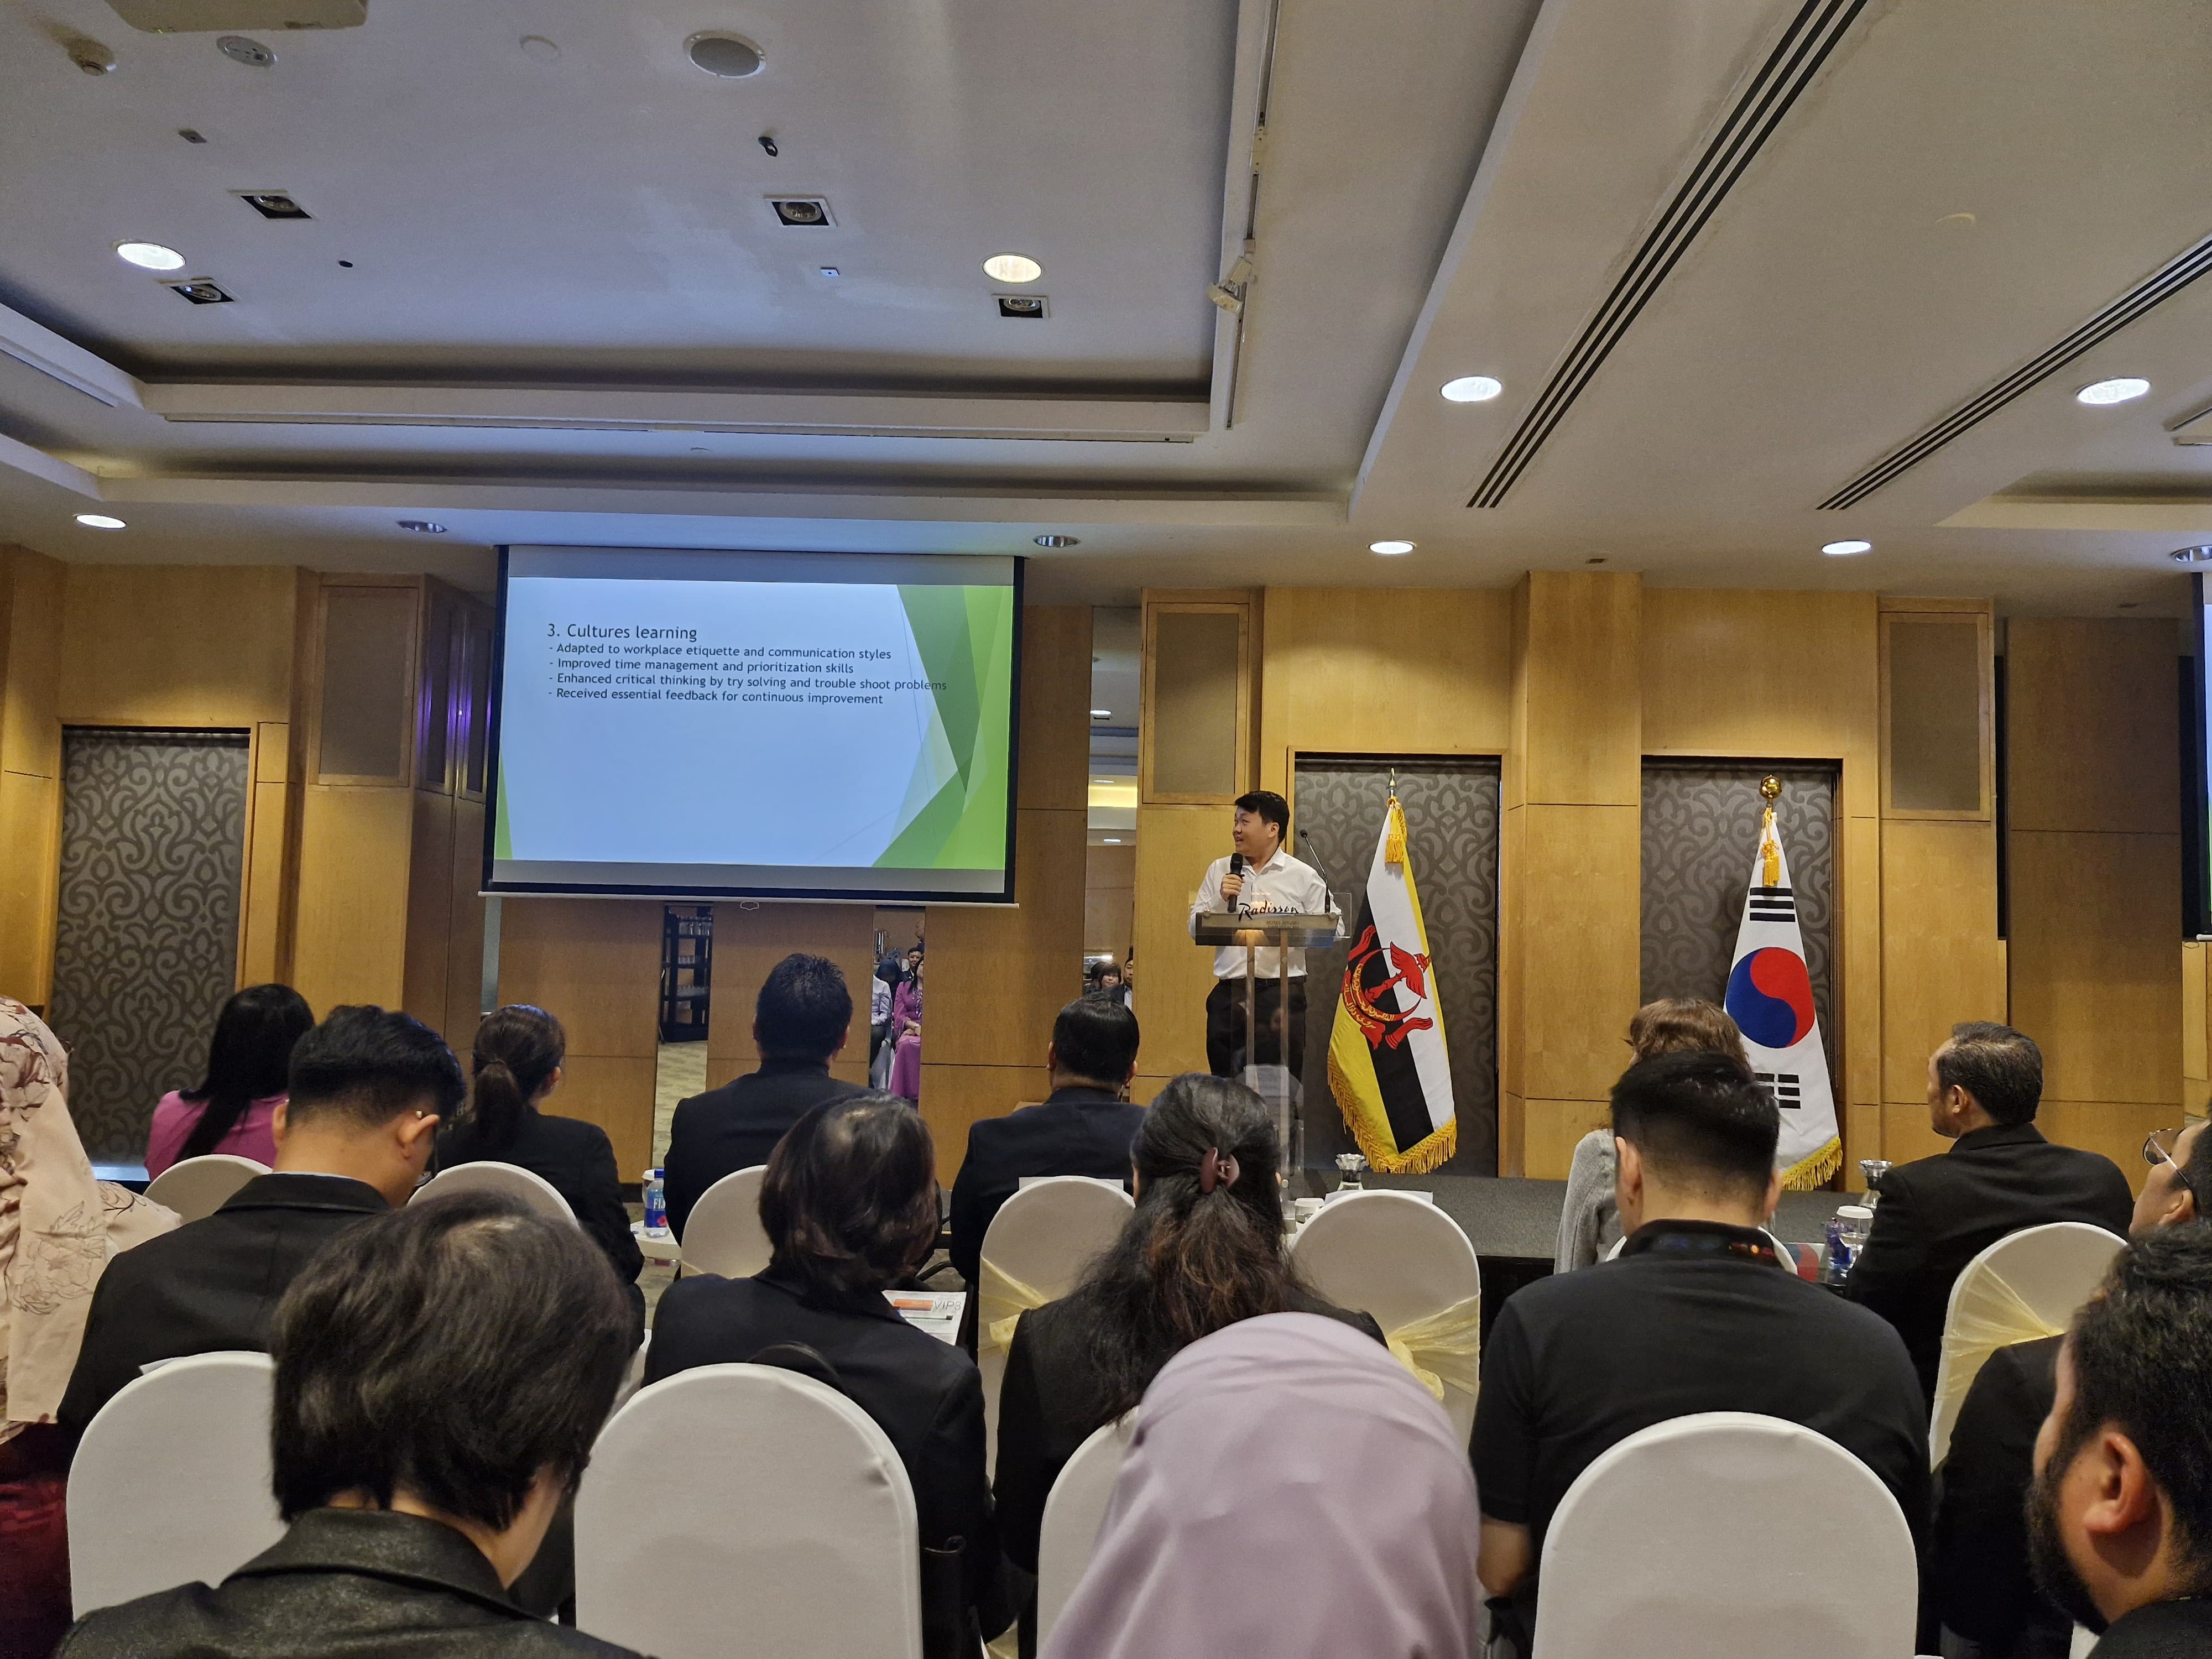 3. Cultures learning
- Adapted to workplace etiquette and communication styles
- Improved time management and prioritization skills
- Enhanced critical thinking by try solving and trouble shoot problems
- Received essential feedback for continuous improvement
Radisson
VIP3